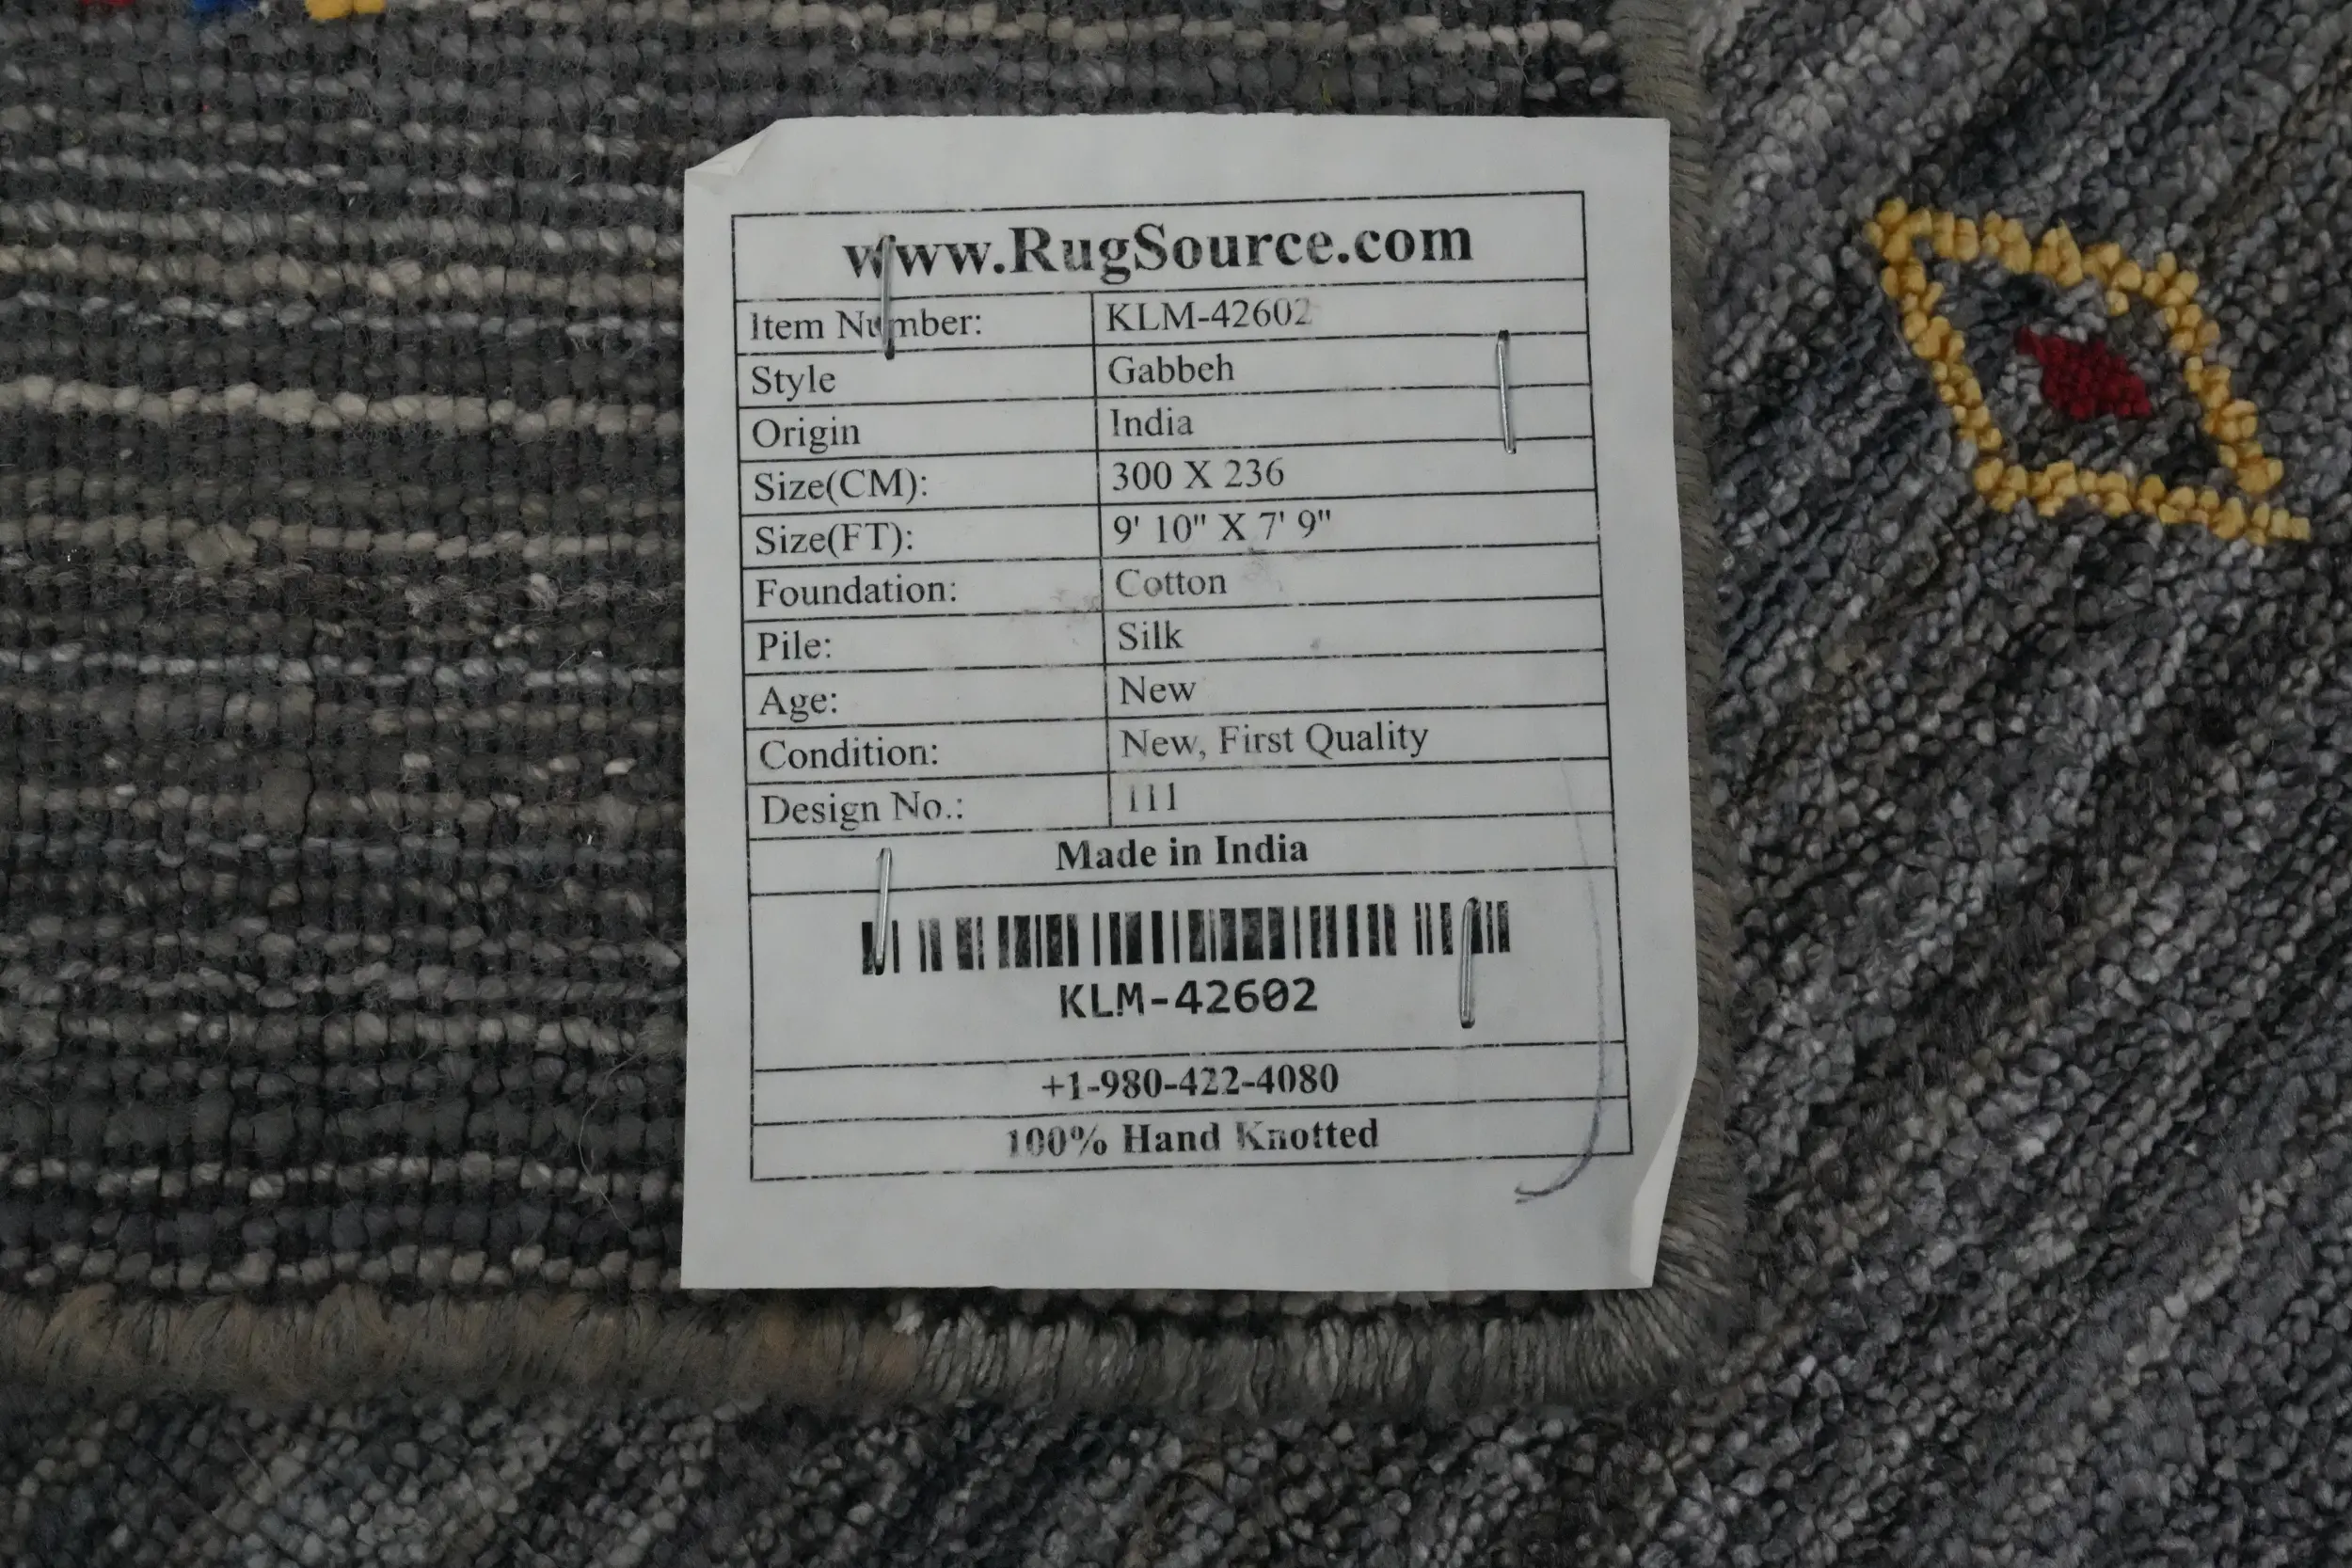 www.RugSource.com
Item Number: KLM-42602
Style Gabbeh
Origin India
Size(CM): 300 X 236
Size(FT): 9' 10" X 7' 9"
Foundation: Cotton
Pile: Silk
Age: New
Condition: New, First Quality
Design No.: 111
Made in India
KLM-42602
+1-980-422-4080
100% Hand Knotted